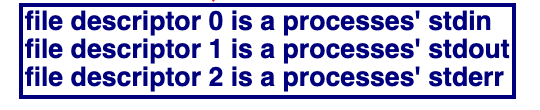 file descriptor 0 is a processes' stdin
file descriptor 1 is a processes' stdout
file descriptor 2 is a processes' stderr